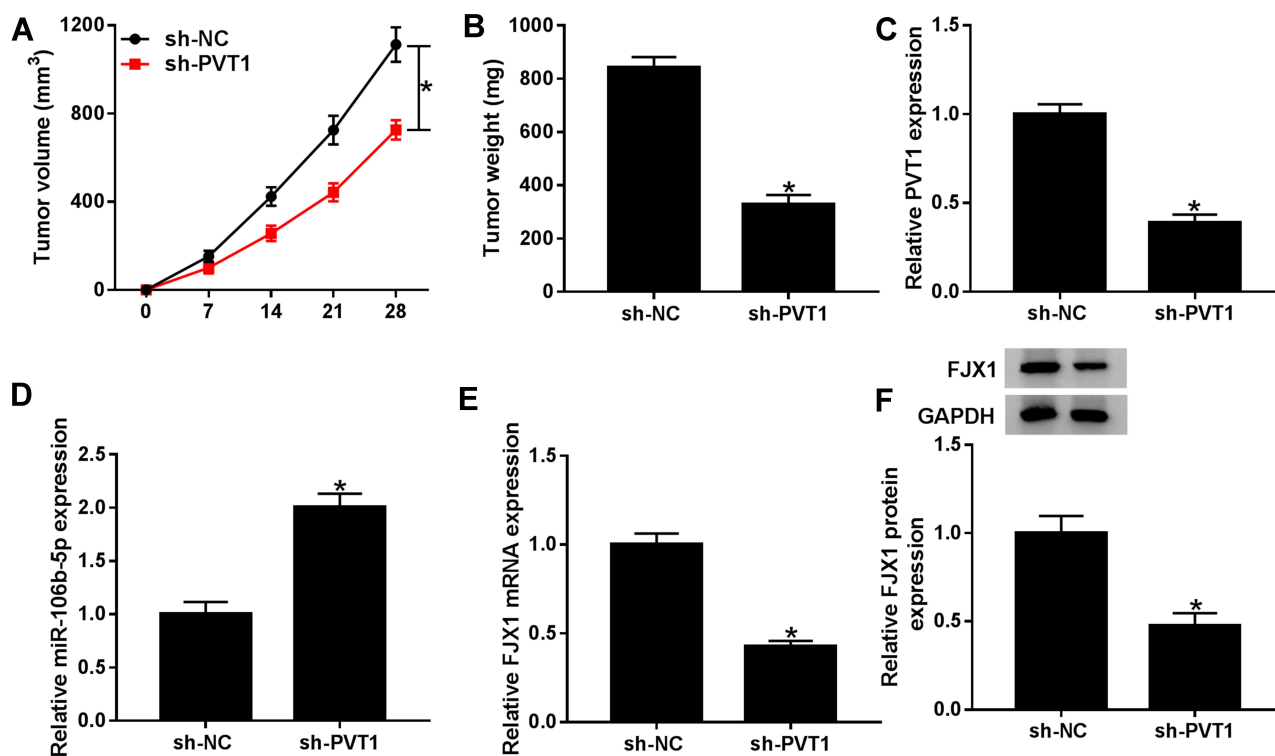 A
sh-NC
sh-PVT1
Tumor volume (mm3)
1200
800
400
0
0 7 14 21 28
*
B
Tumor weight (mg)
1000
800
600
400
200
0
*
sh-NC sh-PVT1
C
Relative PVT1 expression
1.5
1.0
0.5
0.0
*
sh-NC sh-PVT1
D
Relative miR-106b-5p expression
2.5
2.0
1.5
1.0
0.5
0.0
*
sh-NC sh-PVT1
E
Relative FJX1 mRNA expression
1.5
1.0
0.5
0.0
*
sh-NC sh-PVT1
F
FJX1
GAPDH
Relative FJX1 protein
expression
1.5
1.0
0.5
0.0
*
sh-NC sh-PVT1